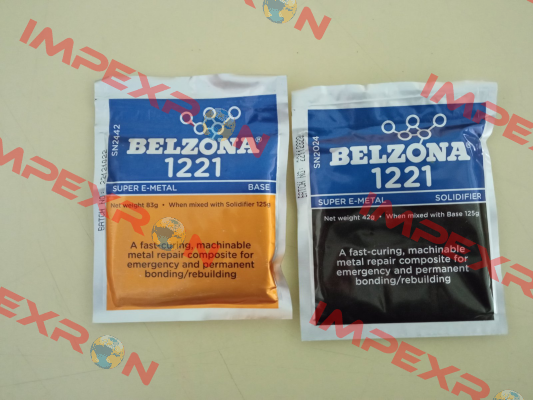 IMPEXRON
IMPEXRON
SN2442
BELZONA®
1221
SUPER E-METAL BASE
Net weight 83g • When mixed with Solidifier 125g
A fast-curing, machinable
metal repair composite for
emergency and permanent
bonding/rebuilding
SN2024
BELZONA
1221
SUPER E-METAL SOLIDIFIER
Net weight 42g • When mixed with Base 125g
A fast-curing, machinable
metal repair composite for
emergency and permanent
bonding/rebuilding
IMPEXRON
IMPEXRON
IMPEXRON
IMPEXRON